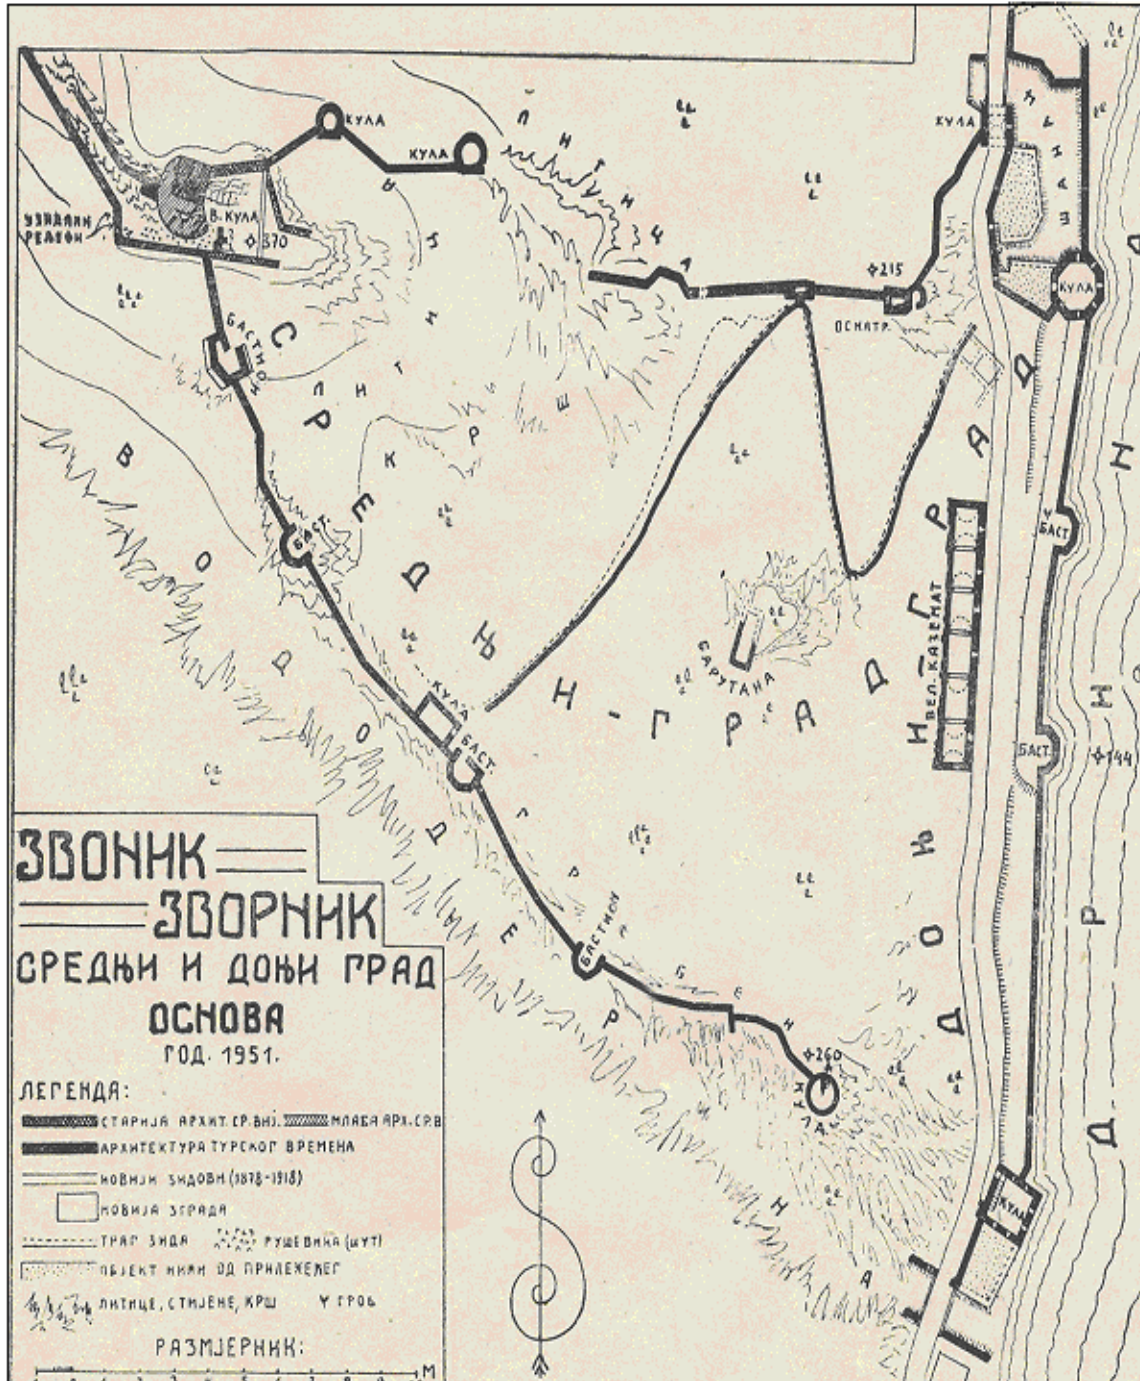 КУЛА
КУЛА
КУЛА
ЛИТИЦА
ШАНАЦ
УЗИДАНИ
РЕЛЕФИ
В. КУЛА
370
215
КУЛА
ОСМАТР.
БАСТИОН
ЛИТИЦА
БАСТ.
БАСТ.
СРЕДЊИ-ГРАД
ДОЊИ ГРАД
ВОДОДЕРИНА
ВЕЛ. КАЗЕМАТ
БАРУТАНА
КУЛА
БАСТ.
БАСТ.
144
ДРИНА
ГРЕБЕН
БАСТИОН
260
КУЛА
КУЛА
ЗВОНИК
ЗВОРНИК
СРЕДЊИ И ДОЊИ ГРАД
ОСНОВА
ГОД. 1951.
ЛЕГЕНДА:
СТАРИЈА АРХИТ. СР. ВИЈ. МЛАЂА АРХ. СР. В
АРХИТЕКТУРА ТУРСКОГ ВРЕМЕНА
НОВИЈИ ЗИДОВИ (1878-1918)
НОВИЈА ЗГРАДА
ТРАГ ЗИДА РУШЕВИНА (ШУТ)
ОБЈЕКТ НИЖИ ОД ПРИЛЕЖЕЋЕГ
ЛИТИЦЕ, СТИЈЕНЕ, КРШ ГРОБ
РАЗМЈЕРНИК:
М